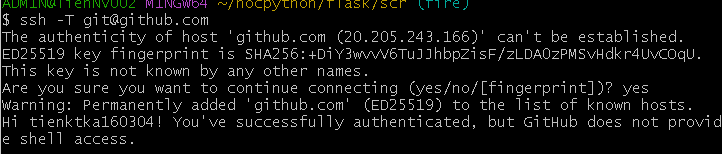 ADMIN@TienNV002 MINGW64 ~/hocpython/flask/scr (fire)
$ ssh -T git@github.com
The authenticity of host 'github.com (20.205.243.166)' can't be established.
ED25519 key fingerprint is SHA256:+DiY3wvvV6TuJJhbpZisF/zLDA0zPMSvHdkr4UvCOqU.
This key is not known by any other names.
Are you sure you want to continue connecting (yes/no/[fingerprint])? yes
Warning: Permanently added 'github.com' (ED25519) to the list of known hosts.
Hi tienktka160304! You've successfully authenticated, but GitHub does not provid
e shell access.